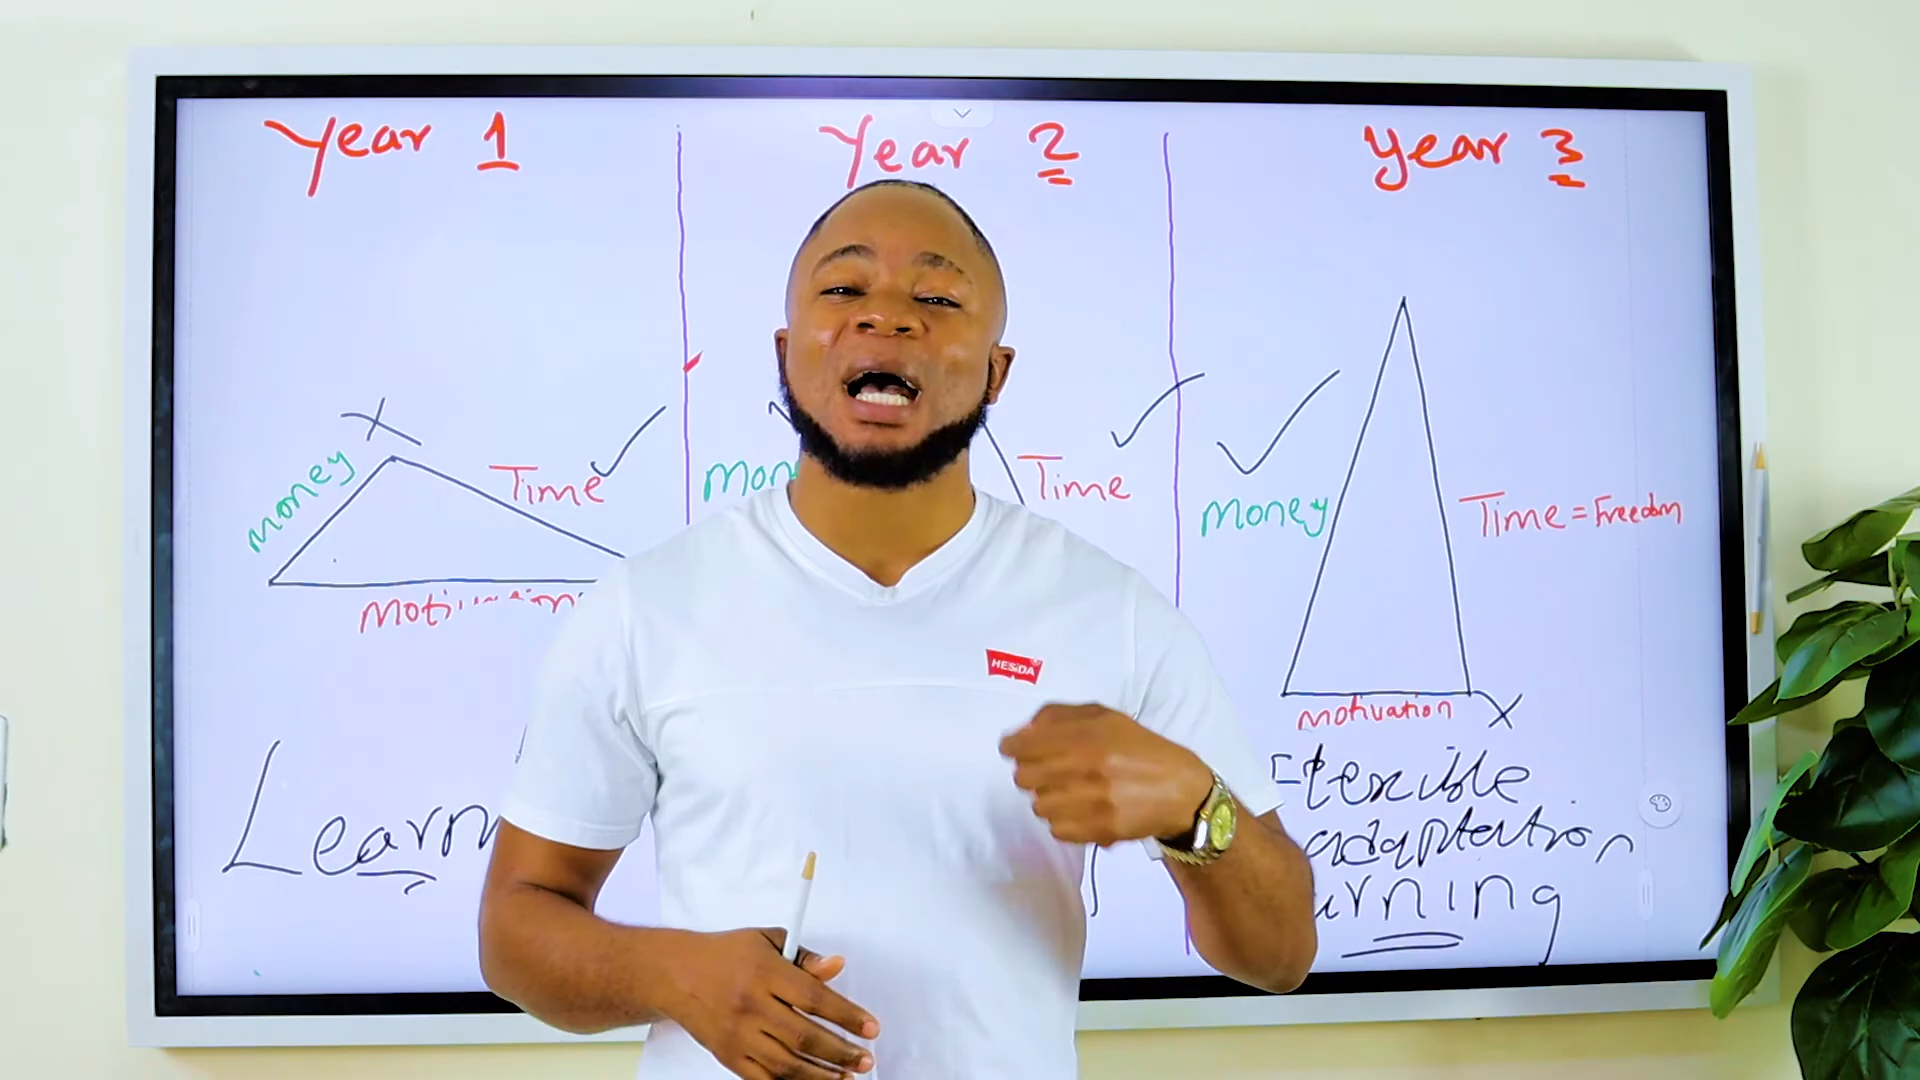 Year 1
Year 2
Year 3
X
Money
Time
Motivation
Learn
Mon
Time
Money
Time = Freedom
Motivation X
Flexible
adaptation
urning
HESiDA